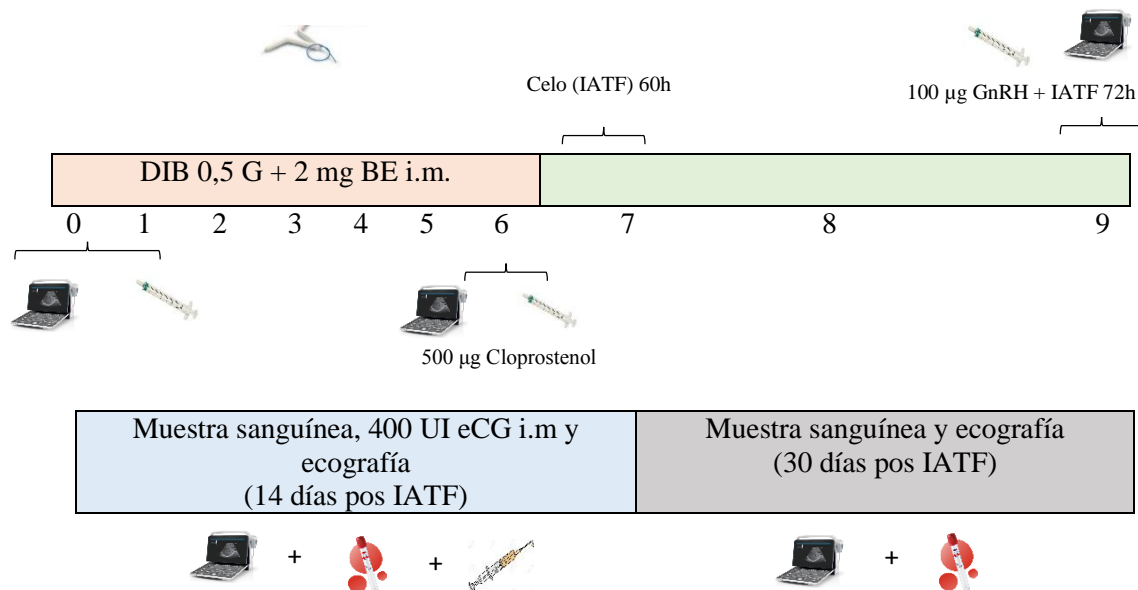 Celo (IATF) 60h
100 µg GnRH + IATF 72h
DIB 0,5 G + 2 mg BE i.m.
0 1 2 3 4 5 6 7 8 9
500 µg Cloprostenol
Muestra sanguínea, 400 UI eCG i.m y
ecografía
(14 días pos IATF)
Muestra sanguínea y ecografía
(30 días pos IATF)
+ + +